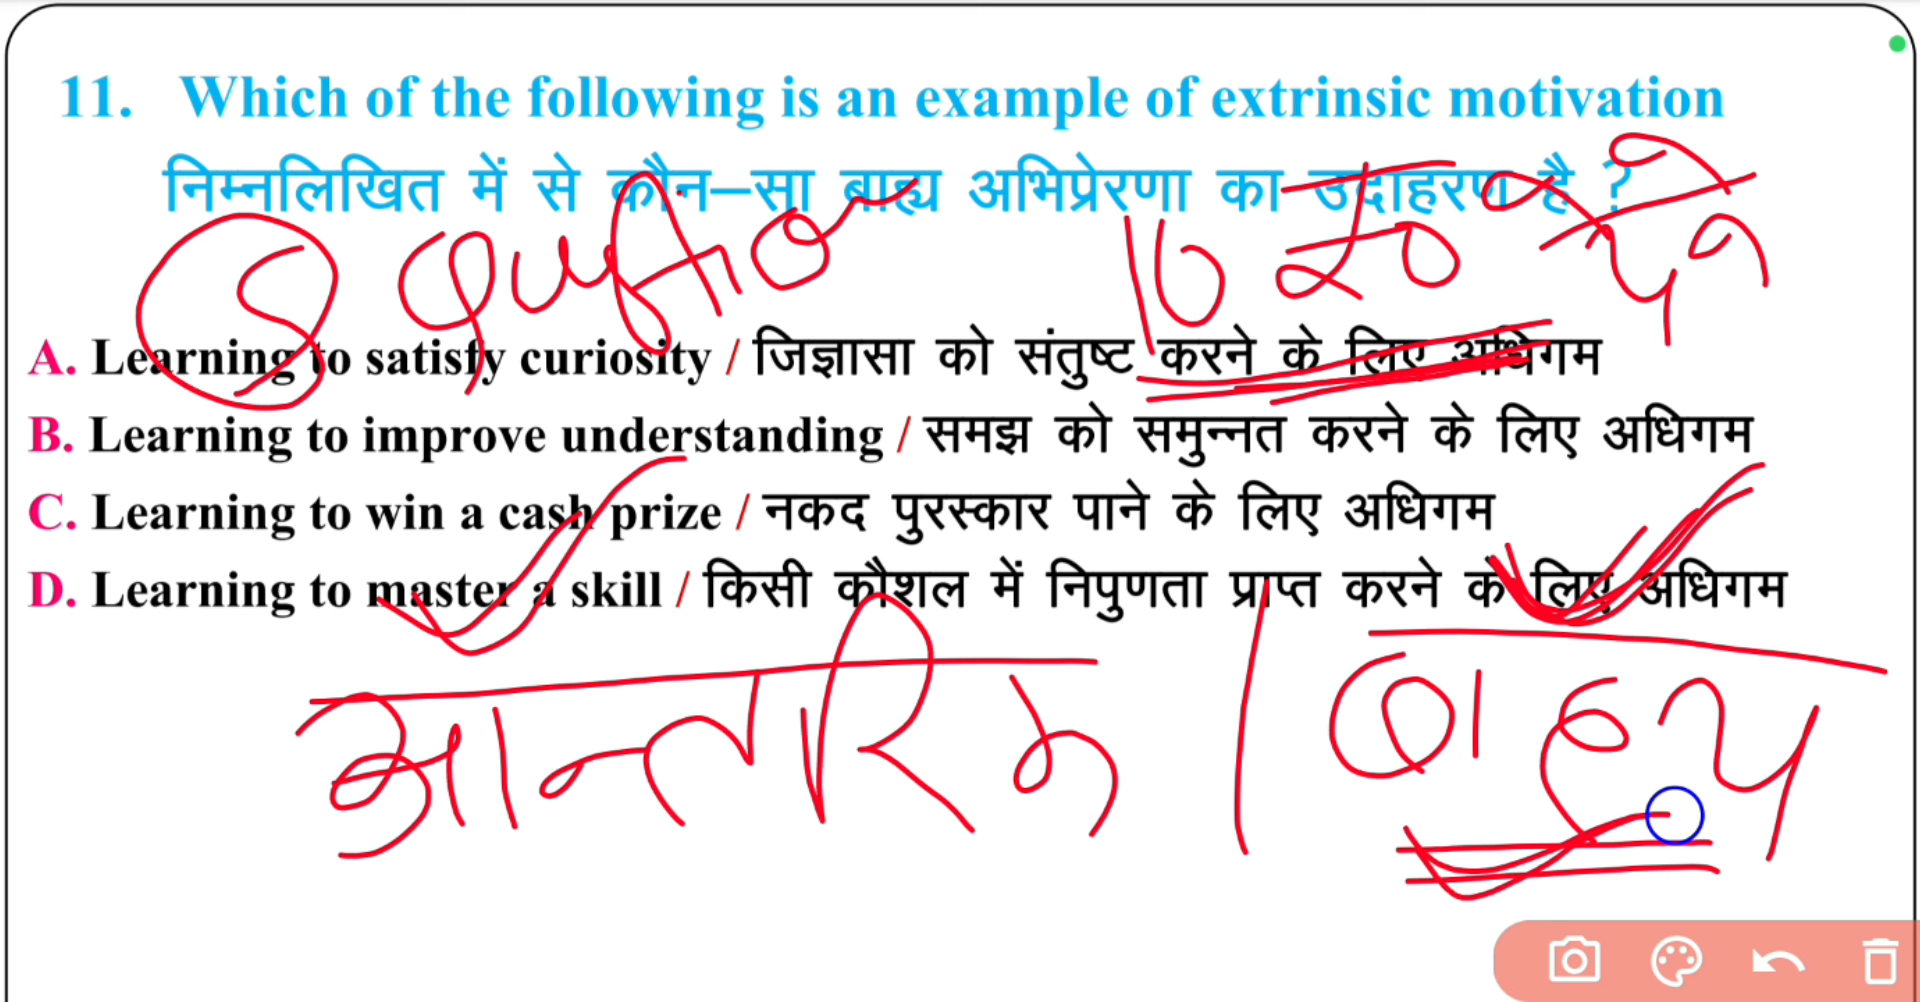 11. Which of the following is an example of extrinsic motivation
निम्नलिखित में से कौन–सा बाह्य अभिप्रेरणा का उदाहरण है ?
A. Learning to satisfy curiosity / जिज्ञासा को संतुष्ट करने के लिए अधिगम
B. Learning to improve understanding / समझ को समुन्नत करने के लिए अधिगम
C. Learning to win a cash prize / नकद पुरस्कार पाने के लिए अधिगम
D. Learning to master a skill / किसी कौशल में निपुणता प्राप्त करने के लिए अधिगम
आन्तरिक | बाह्य